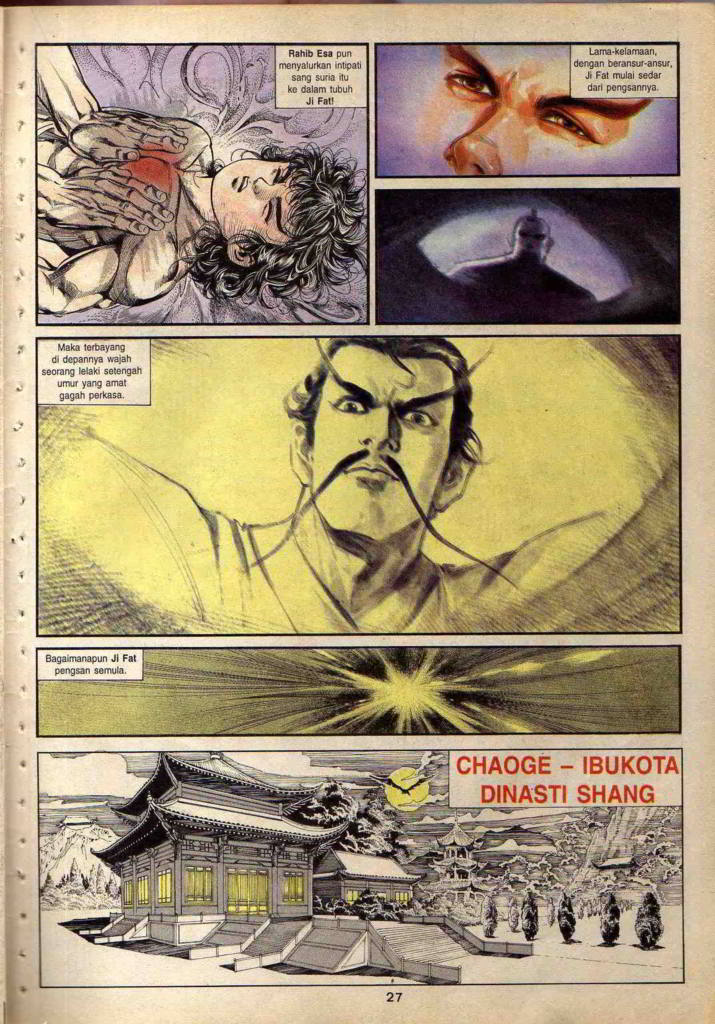 Rahib Esa pun
menyalurkan intipati
sang suria itu
ke dalam tubuh
Ji Fat!
Lama-kelamaan,
dengan beransur-ansur,
Ji Fat mulai sedar
dari pengsannya.
Maka terbayang
di depannya wajah
seorang lelaki setengah
umur yang amat
gagah perkasa.
Bagaimanapun Ji Fat
pengsan semula.
CHAOGE – IBUKOTA
DINASTI SHANG
27